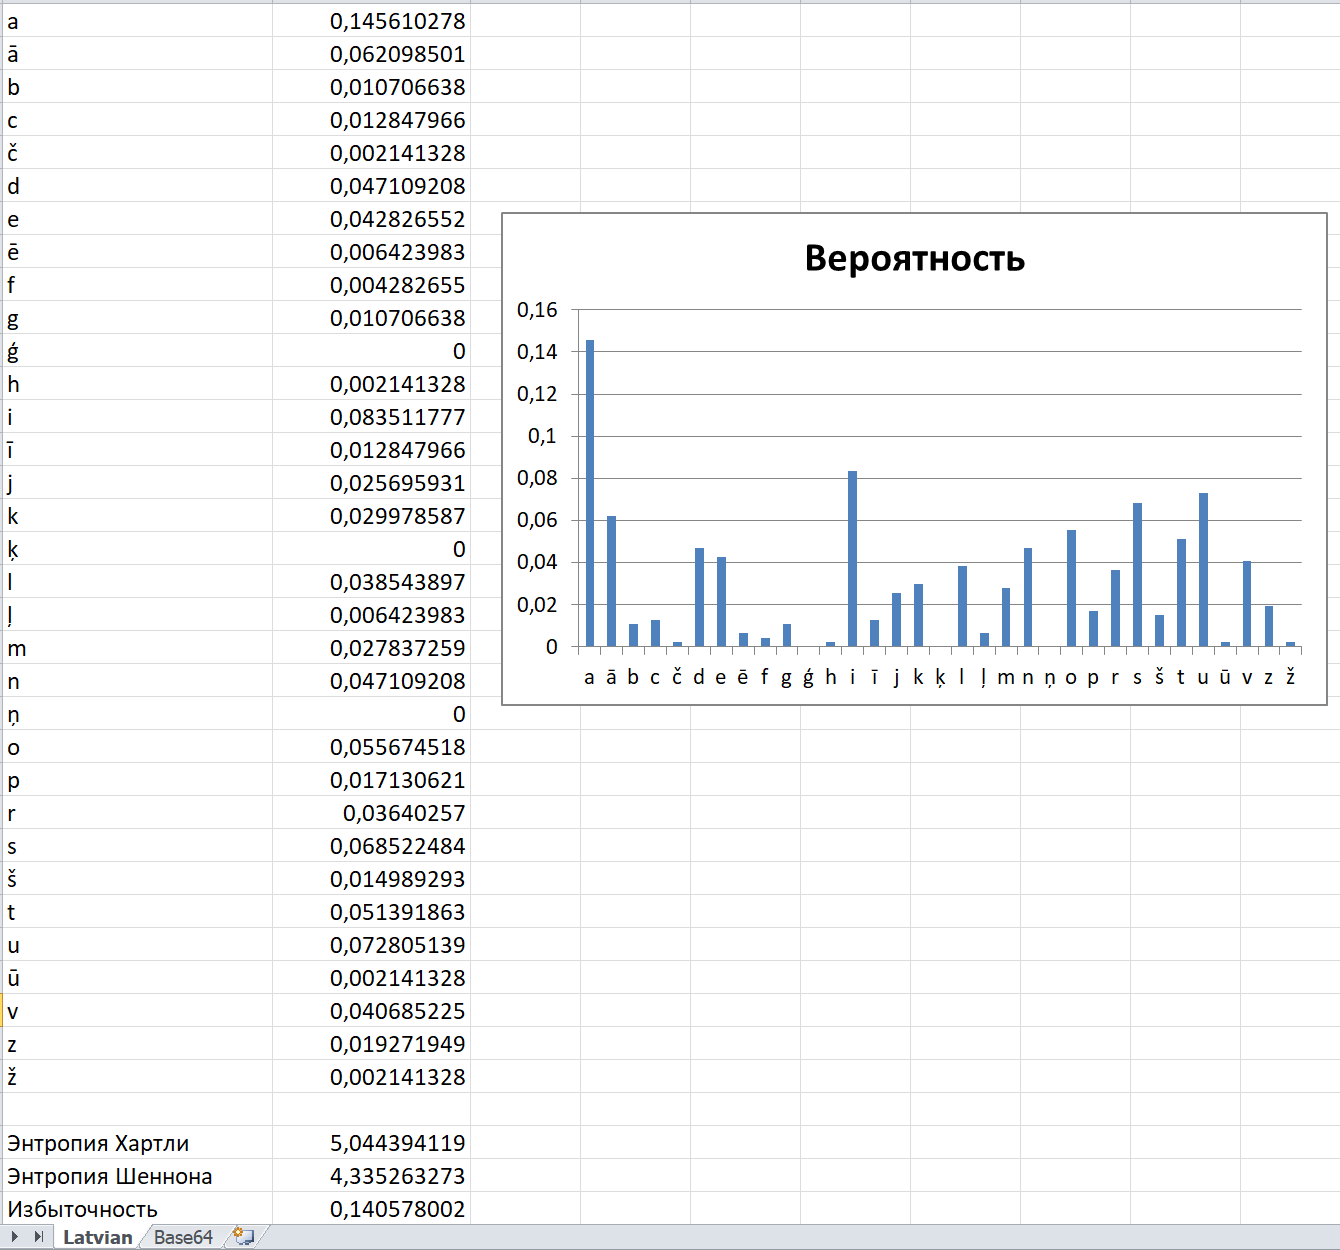 a 0,145610278
ā 0,062098501
b 0,010706638
c 0,012847966
č 0,002141328
d 0,047109208
e 0,042826552
ē 0,006423983
f 0,004282655
g 0,010706638
ģ 0
h 0,002141328
i 0,083511777
ī 0,012847966
j 0,025695931
k 0,029978587
ķ 0
l 0,038543897
ļ 0,006423983
m 0,027837259
n 0,047109208
ņ 0
o 0,055674518
p 0,017130621
r 0,03640257
s 0,068522484
š 0,014989293
t 0,051391863
u 0,072805139
ū 0,002141328
v 0,040685225
z 0,019271949
ž 0,002141328
Энтропия Хартли 5,044394119
Энтропия Шеннона 4,335263273
Избыточность 0,140578002
Вероятность
0,16
0,14
0,12
0,1
0,08
0,06
0,04
0,02
0
a ā b c č d e ē f g ģ h i ī j k ķ l ļ m n ņ o p r s š t u ū v z ž
Latvian Base64